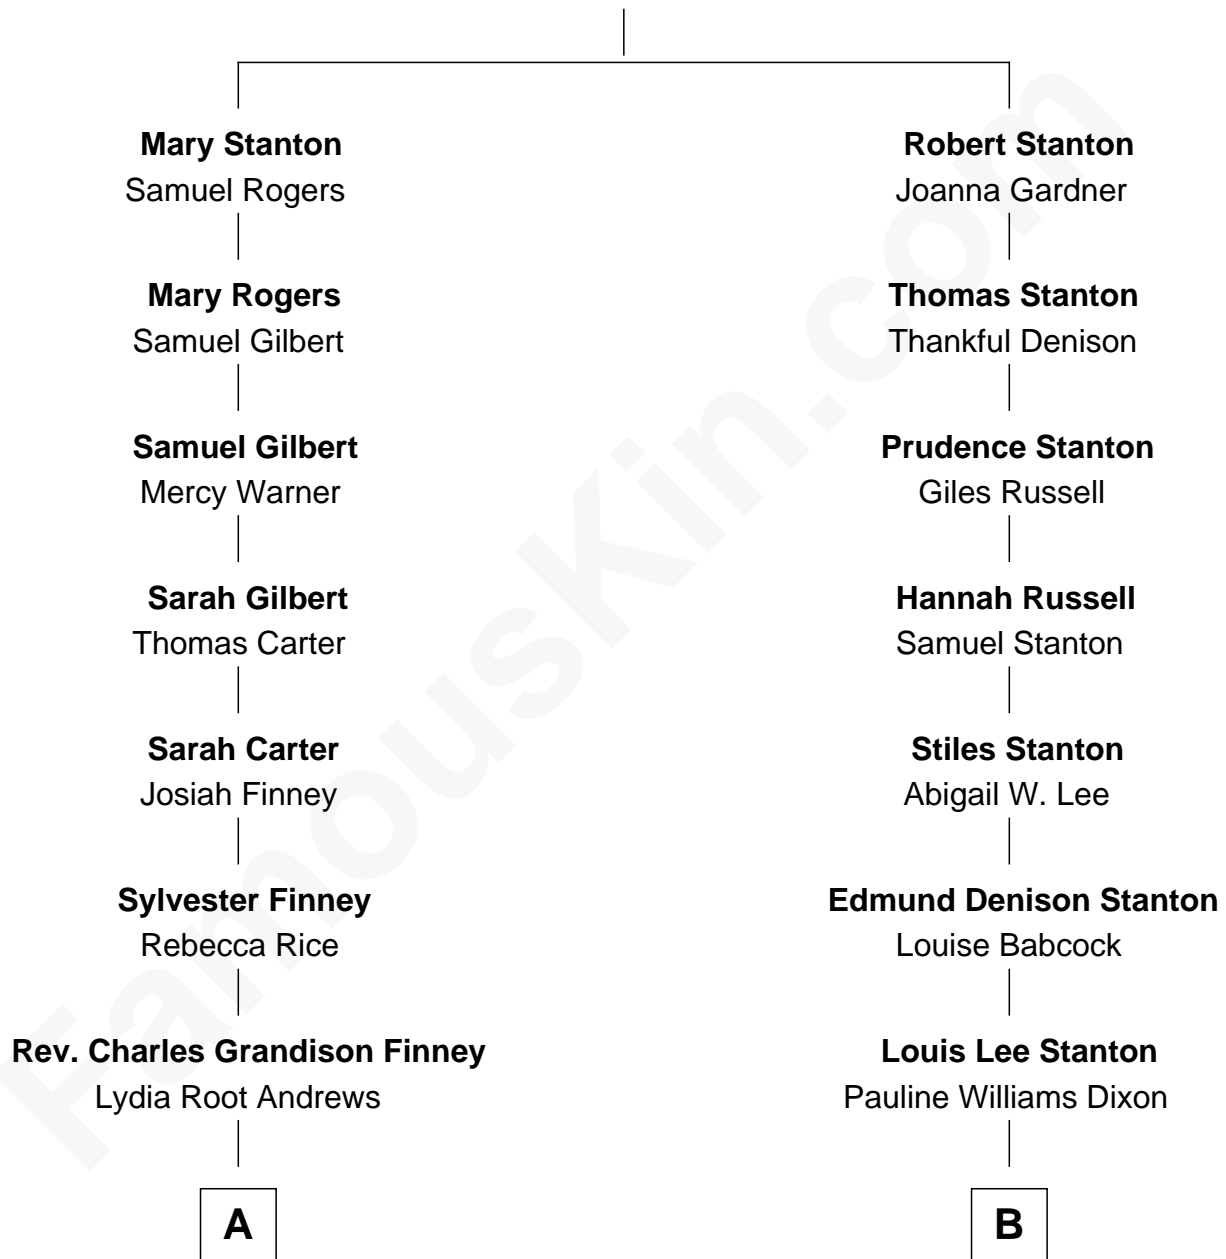 Mary Stanton
Samuel Rogers
Mary Rogers
Samuel Gilbert
Samuel Gilbert
Mercy Warner
Sarah Gilbert
Thomas Carter
Sarah Carter
Josiah Finney
Sylvester Finney
Rebecca Rice
Rev. Charles Grandison Finney
Lydia Root Andrews
A
Robert Stanton
Joanna Gardner
Thomas Stanton
Thankful Denison
Prudence Stanton
Giles Russell
Hannah Russell
Samuel Stanton
Stiles Stanton
Abigail W. Lee
Edmund Denison Stanton
Louise Babcock
Louis Lee Stanton
Pauline Williams Dixon
B
FamousKin.com